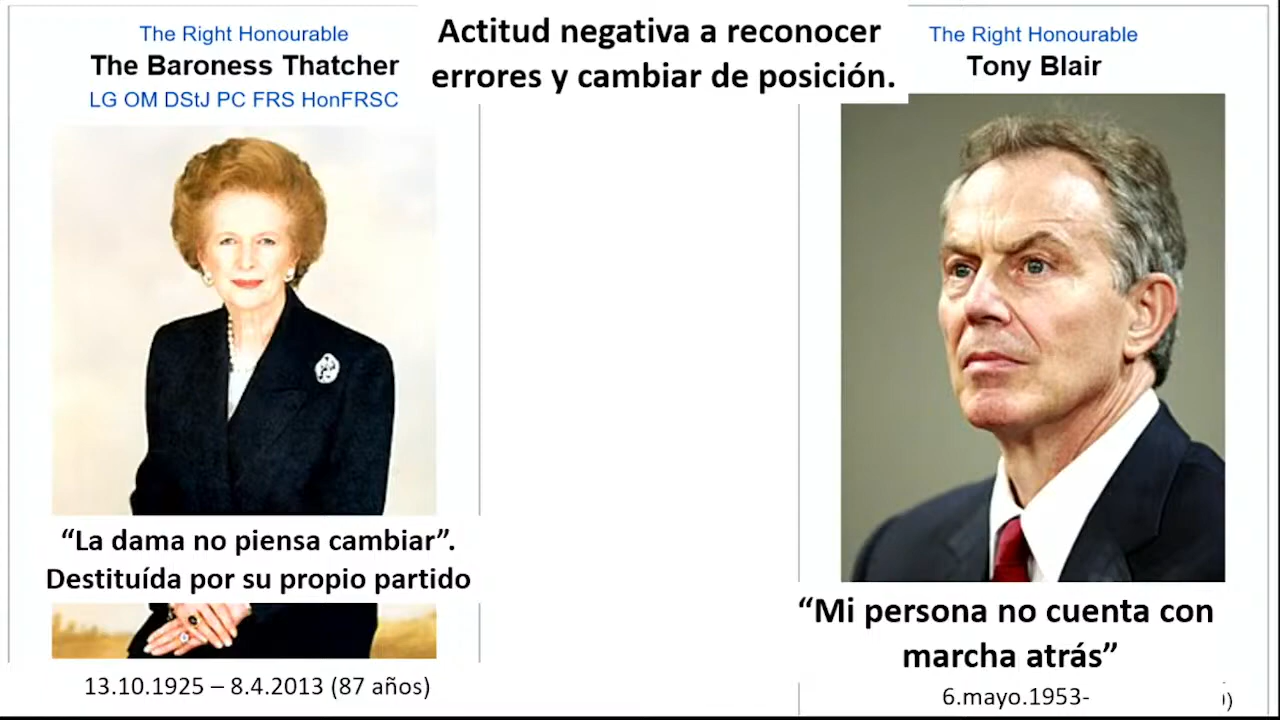 The Right Honourable
The Baroness Thatcher
LG OM DStJ PC FRS HonFRSC
Actitud negativa a reconocer
errores y cambiar de posición.
The Right Honourable
Tony Blair
“La dama no piensa cambiar”.
Destituída por su propio partido
13.10.1925 – 8.4.2013 (87 años)
“Mi persona no cuenta con
marcha atrás”
6.mayo.1953-